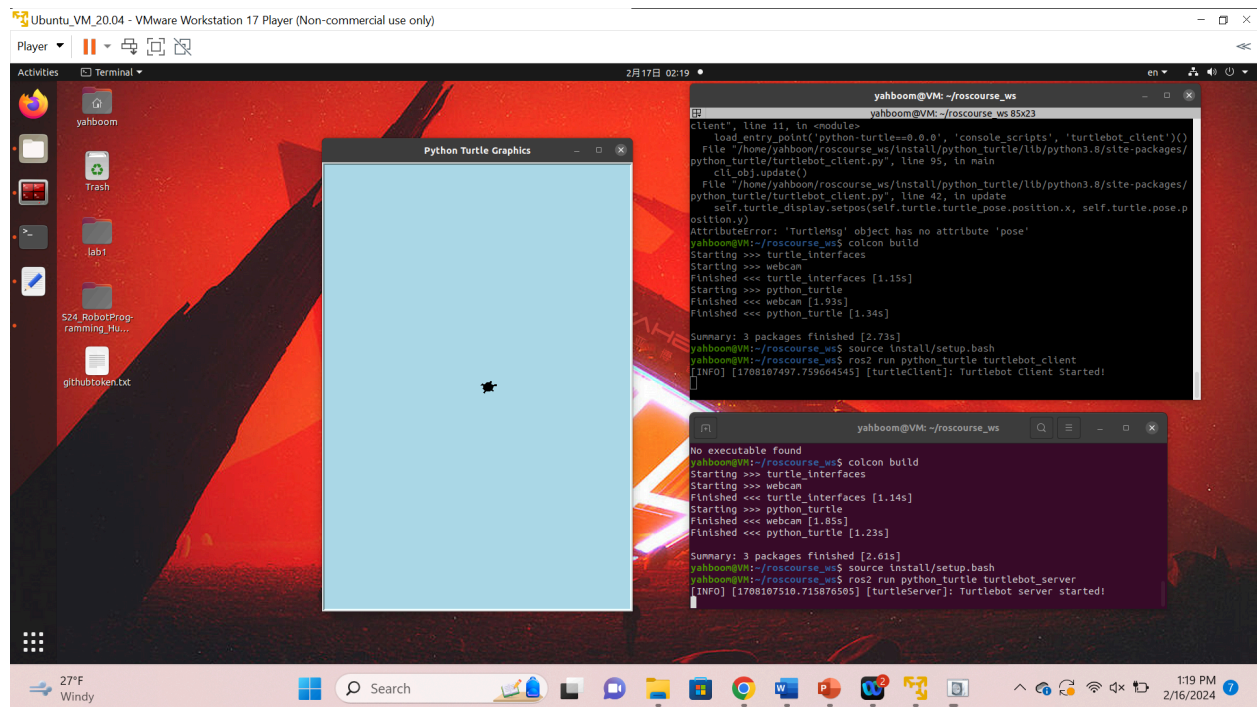 Ubuntu_VM_20.04 - VMware Workstation 17 Player (Non-commercial use only)
Player
Activities
Terminal
2月17日 02:19
en
yahboom
Trash
lab1
S24_RobotProg-
ramming_Hu...
githubtoken.txt
Python Turtle Graphics
yahboom@VM: ~/roscourse_ws
yahboom@VM: ~/roscourse_ws 85x23
client", line 11, in <module>
load_entry_point('python-turtle==0.0.0', 'console_scripts', 'turtlebot_client')()
File "/home/yahboom/roscourse_ws/install/python_turtle/lib/python3.8/site-packages/
python_turtle/turtlebot_client.py", line 95, in main
cli_obj.update()
File "/home/yahboom/roscourse_ws/install/python_turtle/lib/python3.8/site-packages/
python_turtle/turtlebot_client.py", line 42, in update
self.turtle_display.setpos(self.turtle.turtle_pose.position.x, self.turtle.pose.p
osition.y)
AttributeError: 'TurtleMsg' object has no attribute 'pose'
yahboom@VM:~/roscourse_ws$ colcon build
Starting >>> turtle_interfaces
Starting >>> webcam
Finished <<< turtle_interfaces [1.15s]
Starting >>> python_turtle
Finished <<< webcam [1.93s]
Finished <<< python_turtle [1.34s]
Summary: 3 packages finished [2.73s]
yahboom@VM:~/roscourse_ws$ source install/setup.bash
yahboom@VM:~/roscourse_ws$ ros2 run python_turtle turtlebot_client
[INFO] [1708107497.759664545] [turtleClient]: Turtlebot Client Started!
yahboom@VM: ~/roscourse_ws
No executable found
yahboom@VM:~/roscourse_ws$ colcon build
Starting >>> turtle_interfaces
Starting >>> webcam
Finished <<< turtle_interfaces [1.14s]
Starting >>> python_turtle
Finished <<< webcam [1.85s]
Finished <<< python_turtle [1.23s]
Summary: 3 packages finished [2.61s]
yahboom@VM:~/roscourse_ws$ source install/setup.bash
yahboom@VM:~/roscourse_ws$ ros2 run python_turtle turtlebot_server
[INFO] [1708107510.715876505] [turtleServer]: Turtlebot server started!
27°F
Windy
Search
2
1:19 PM
2/16/2024
7